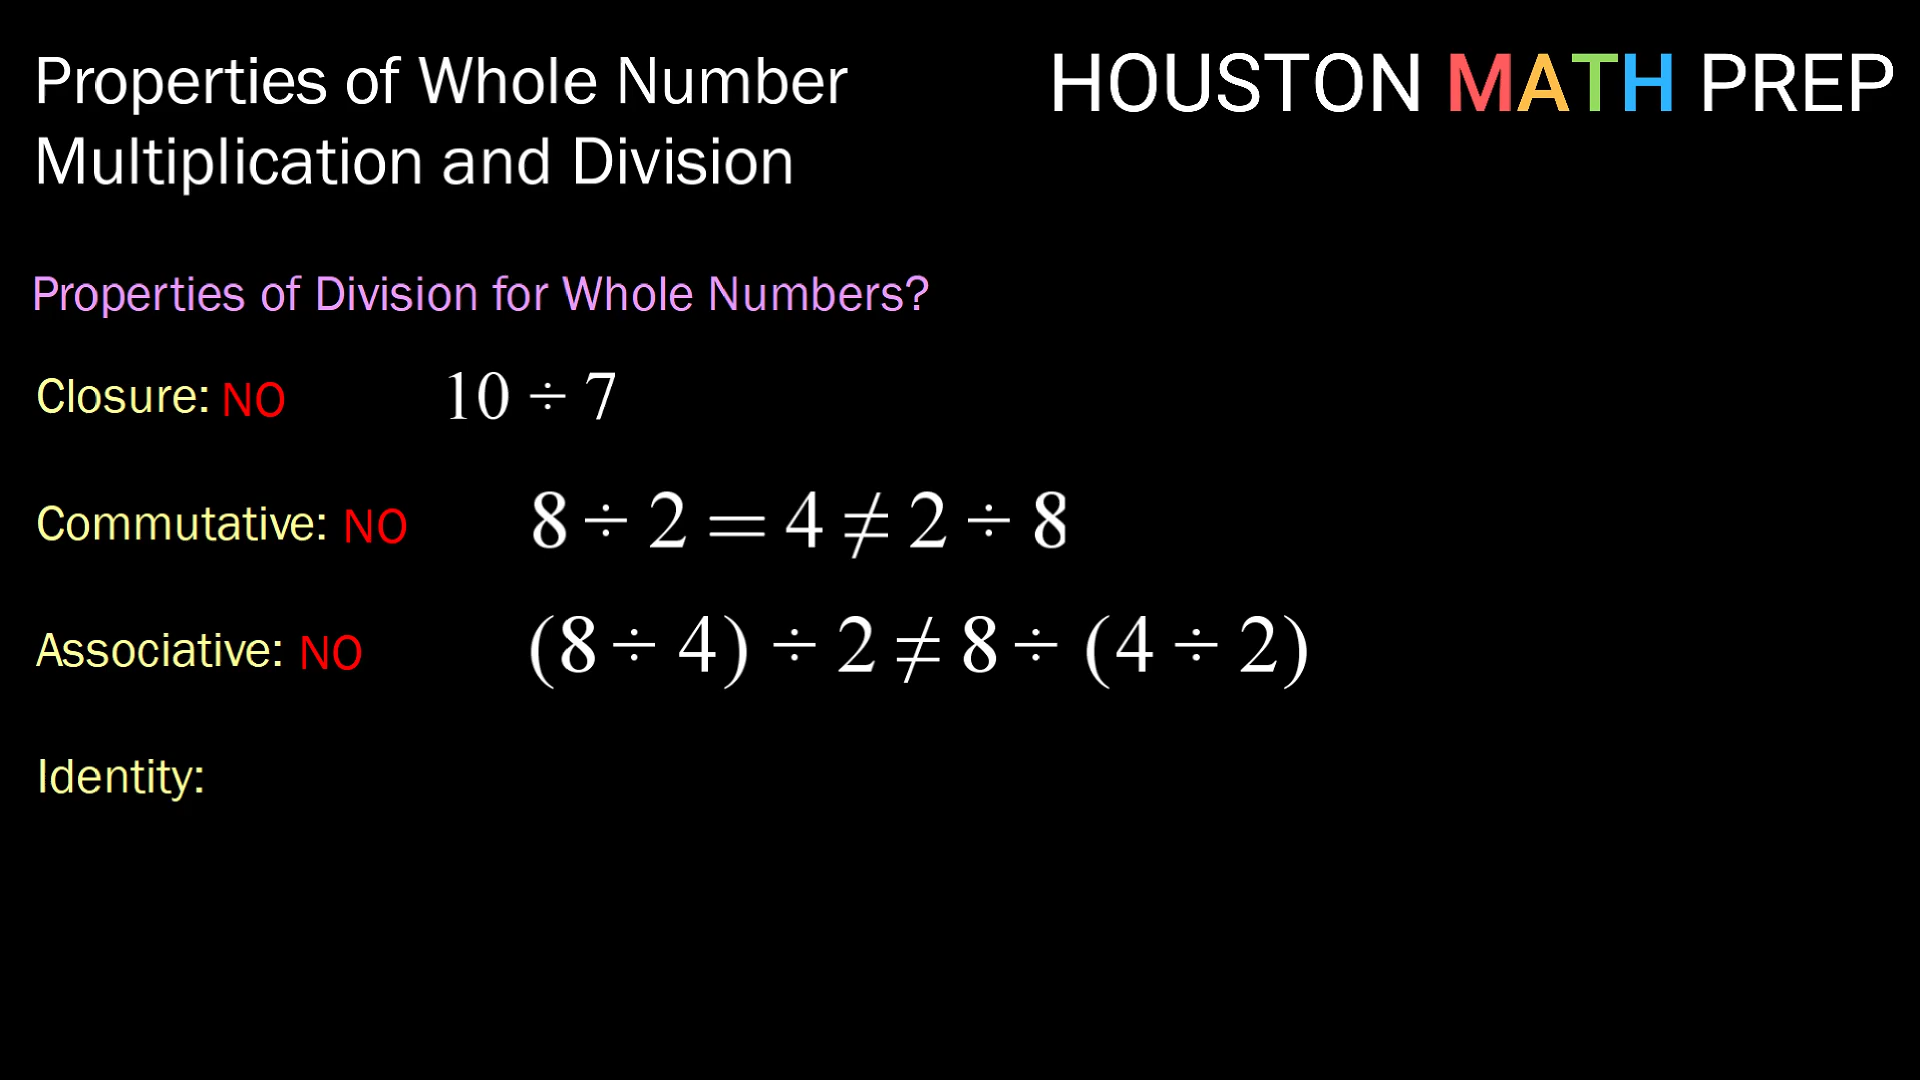 Properties of Whole Number
Multiplication and Division
HOUSTON MATH PREP
Properties of Division for Whole Numbers?
Closure: NO 10 ÷ 7
Commutative: NO 8 ÷ 2 = 4 ≠ 2 ÷ 8
Associative: NO (8 ÷ 4) ÷ 2 ≠ 8 ÷ (4 ÷ 2)
Identity: